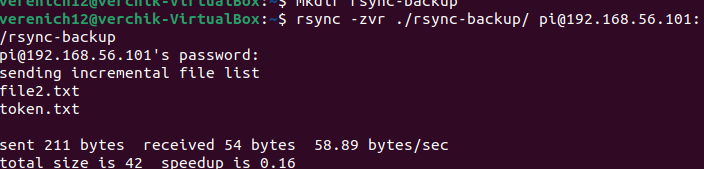 verenich12@verchik-VirtualBox:~$ mkdir rsync-backup
verenich12@verchik-VirtualBox:~$ rsync -zvr ./rsync-backup/ pi@192.168.56.101:
/rsync-backup
pi@192.168.56.101's password:
sending incremental file list
file2.txt
token.txt

sent 211 bytes  received 54 bytes  58.89 bytes/sec
total size is 42  speedup is 0.16